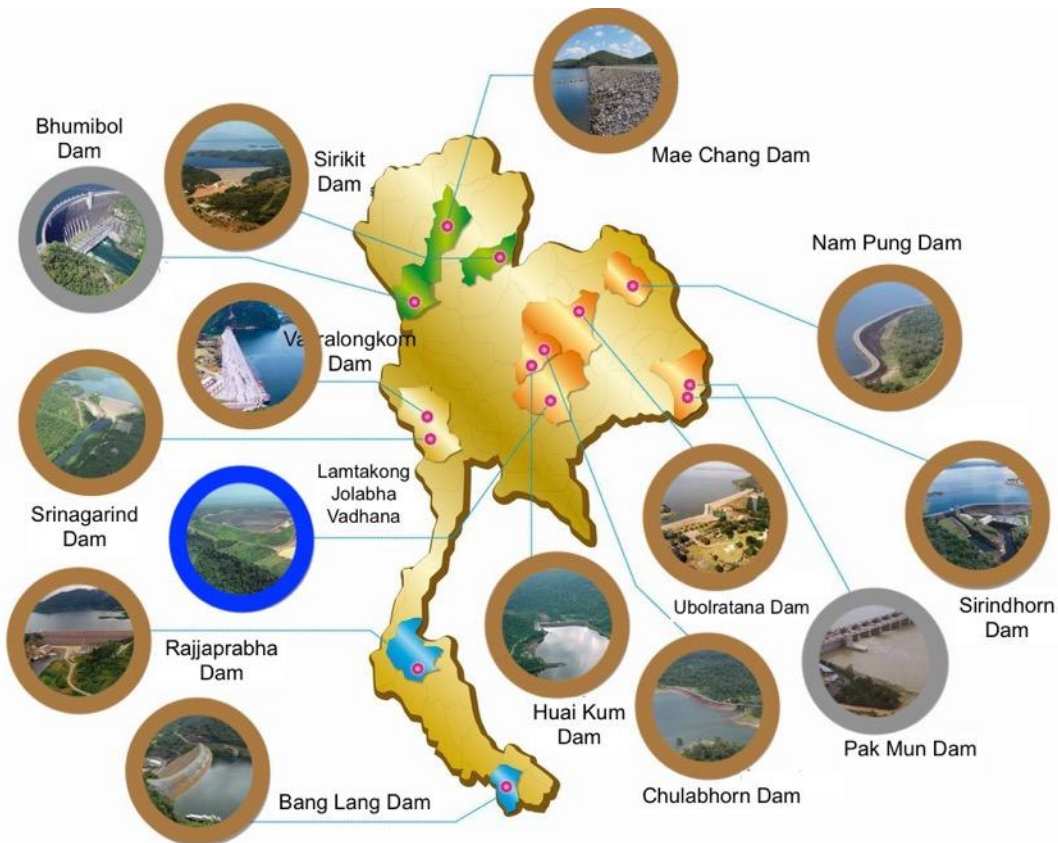 Bhumibol
Dam
Sirikit
Dam
Mae Chang Dam
Nam Pung Dam
Dam
Srinagarind
Dam
Lamtakong
Jolabha
Vadhana
Rajjaprabha
Dam
Bang Lang Dam
Huai Kum
Dam
Ubolratana Dam
Chulabhorn Dam
Pak Mun Dam
Sirindhorn
Dam